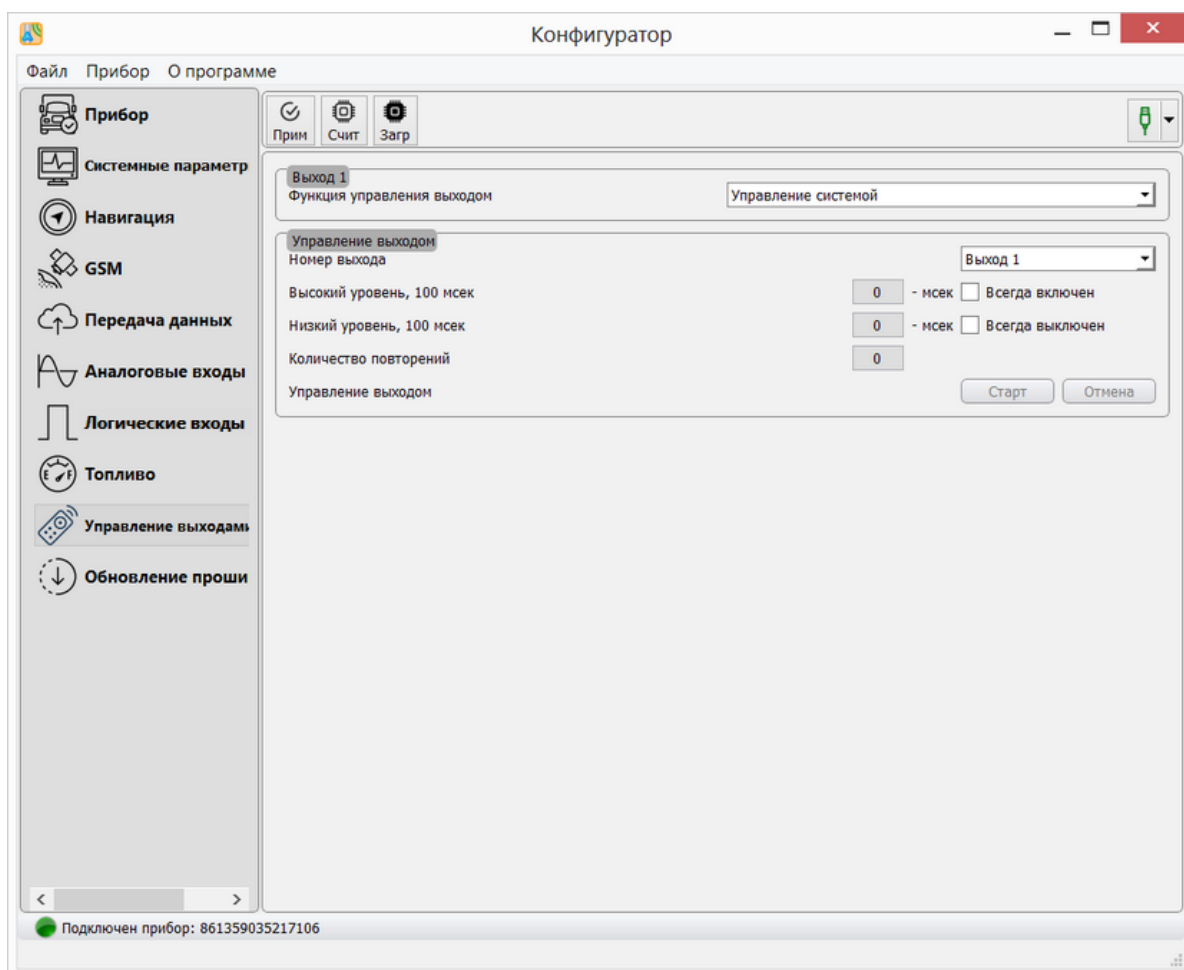 Конфигуратор
Файл Прибор О программе
Прибор
Системные параметр
Навигация
GSM
Передача данных
Аналоговые входы
Логические входы
Топливо
Управление выходами
Обновление проши
Прим Счит Загр
Выход 1
Функция управления выходом Управление системой
Управление выходом
Номер выхода Выход 1
Высокий уровень, 100 мсек 0 - мсек Всегда включен
Низкий уровень, 100 мсек 0 - мсек Всегда выключен
Количество повторений 0
Управление выходом Старт Отмена
Подключен прибор: 861359035217106